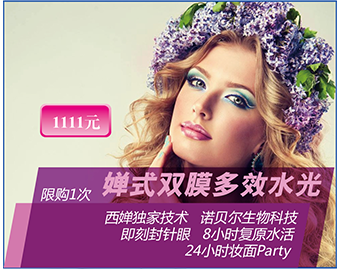 1111元
限购1次 婵式双膜多效水光
西婵独家技术 诺贝尔生物科技
即刻封针眼 8小时复原水活
24小时妆面Party